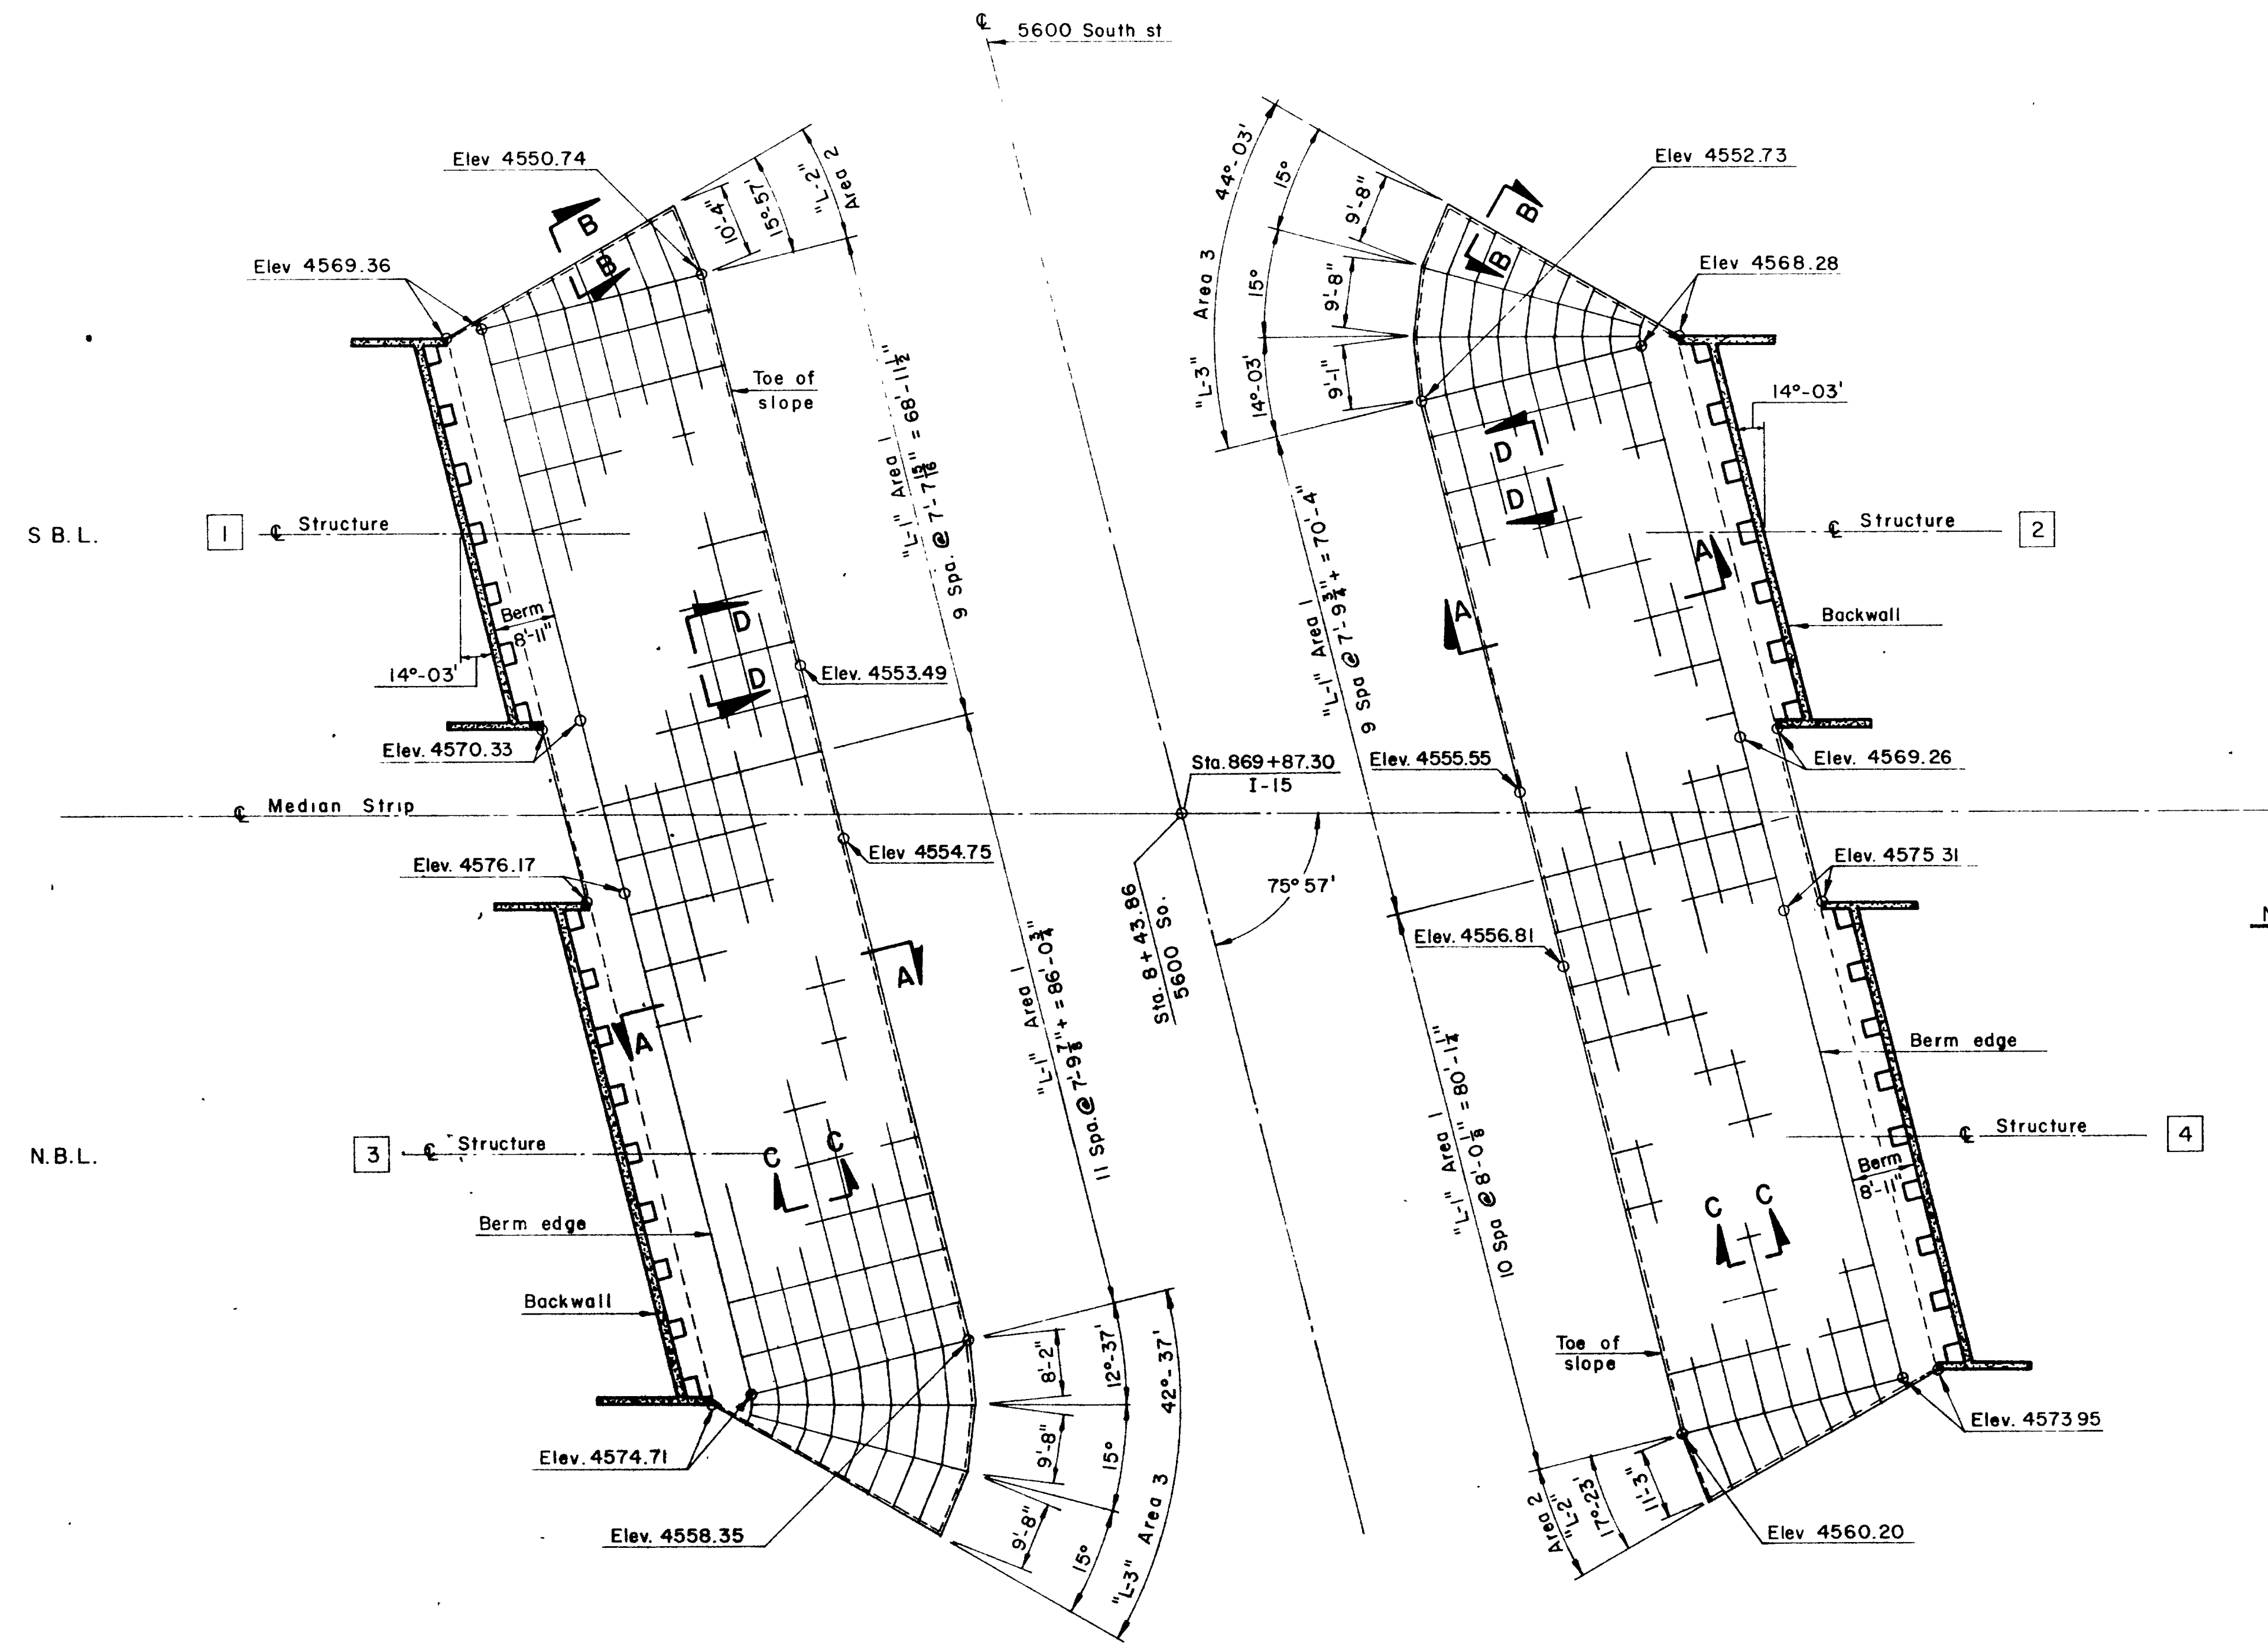 ℄
5600 South st
Elev 4550.74
"L-2"
Area 2
15°-57'
10'-4"
B
B
Elev 4569.36
44°-03'
15°
9'-8"
"L-3" Area 3
15°
9'-8"
14°-03'
9'-1"
B
B
Elev 4552.73
Elev 4568.28
Toe of
slope
14°-03'
"L-1" Area 1
9 Spa. @ 7'-7 15/16" = 68'-11 1/2"
D
D
S B. L.
1
℄ Structure
℄ Structure
2
Berm
8'-11"
14°-03'
D
D
Elev. 4553.49
"L-1" Area 1
9 Spa @ 7'-9 3/4" + = 70'-4"
A
A
Backwall
Elev. 4570.33
Sta. 869+87.30
I-15
Elev. 4555.55
Elev. 4569.26
℄ Median Strip
Elev. 4576.17
Elev 4554.75
75° 57'
Sta. 8+43.86
5600 So.
Elev. 4575 31
Elev. 4556.81
N
A
A
"L-1" Area 1
11 Spa. @ 7'-9 7/8" + = 86'-0 3/4"
Berm edge
N.B.L.
3
℄ Structure
C
C
"L-1" Area 1
10 Spa @ 8'-0 1/8" = 80'-1 1/4"
℄ Structure
4
Berm
8'-11"
C
C
Berm edge
Backwall
8'-2"
12°-37'
42°-37'
9'-8"
15°
9'-8"
15°
"L-3" Area 3
Toe of
slope
Elev. 4574.71
Elev. 4558.35
Area 2
"L-2"
17°-23'
11'-3"
Elev. 4573 95
Elev 4560.20